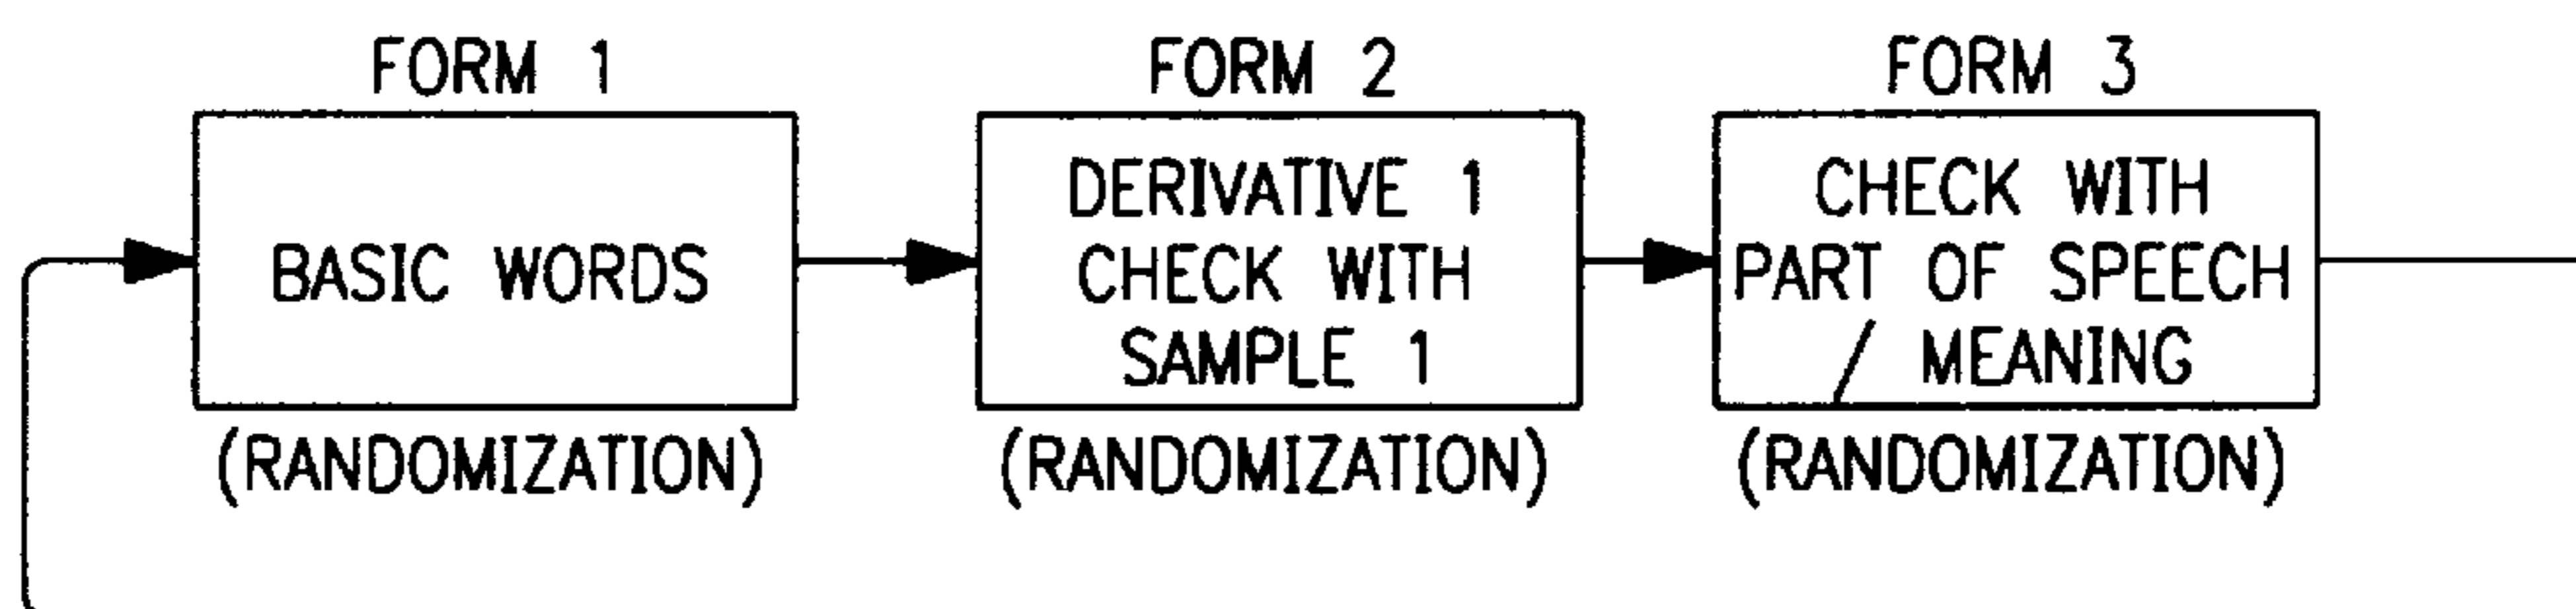 FORM 1
BASIC WORDS
(RANDOMIZATION)
FORM 2
DERIVATIVE 1
CHECK WITH
SAMPLE 1
(RANDOMIZATION)
FORM 3
CHECK WITH
PART OF SPEECH
/ MEANING
(RANDOMIZATION)